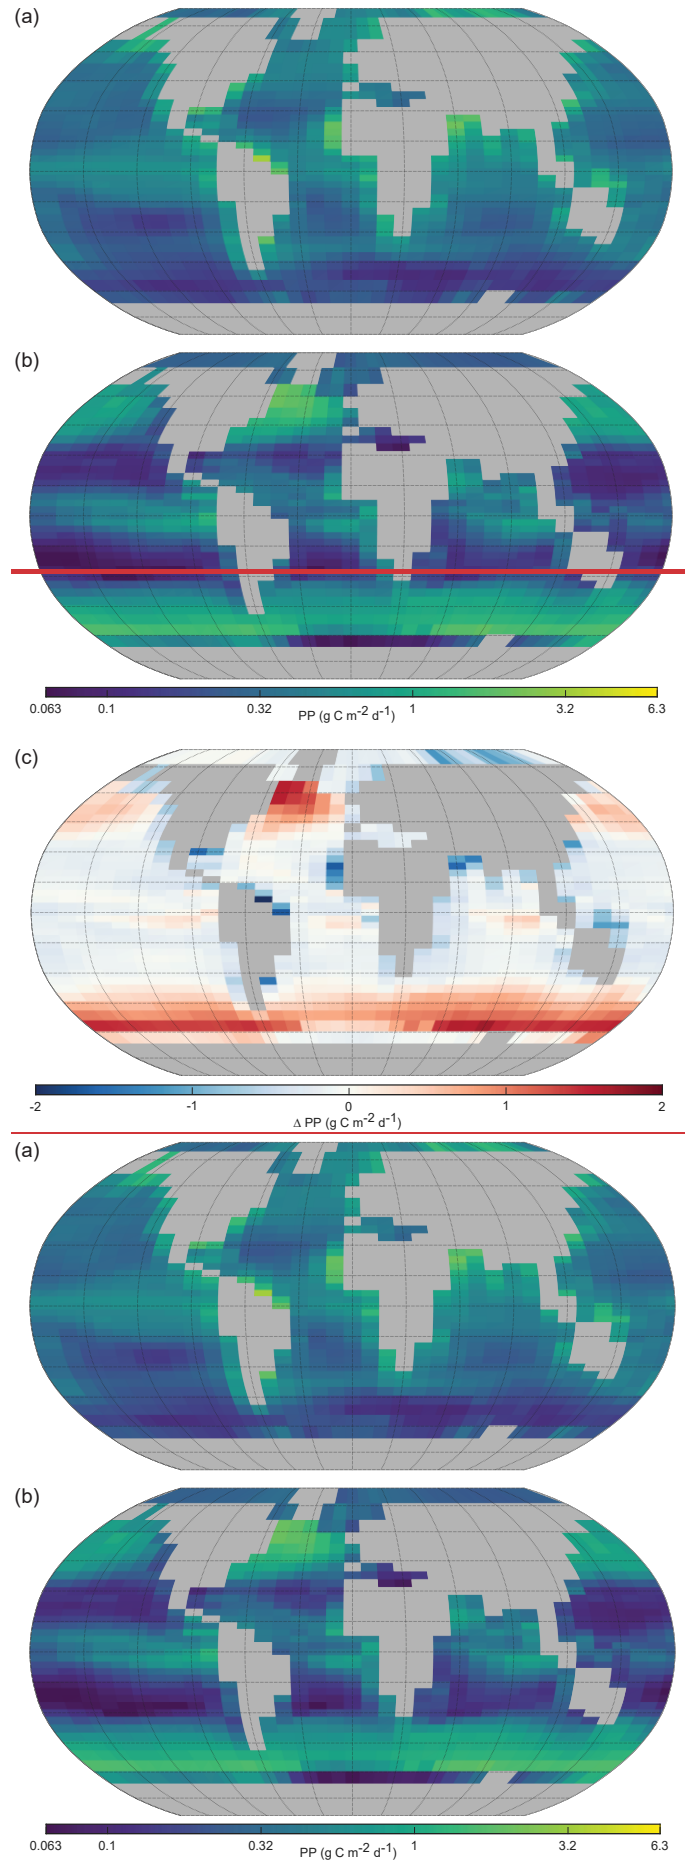 (a)
(b)
0.063 0.1 0.32 1 3.2 6.3
PP (g C m-2 d-1)
(c)
-2 -1 0 1 2
Δ PP (g C m-2 d-1)
(a)
(b)
0.063 0.1 0.32 1 3.2 6.3
PP (g C m-2 d-1)